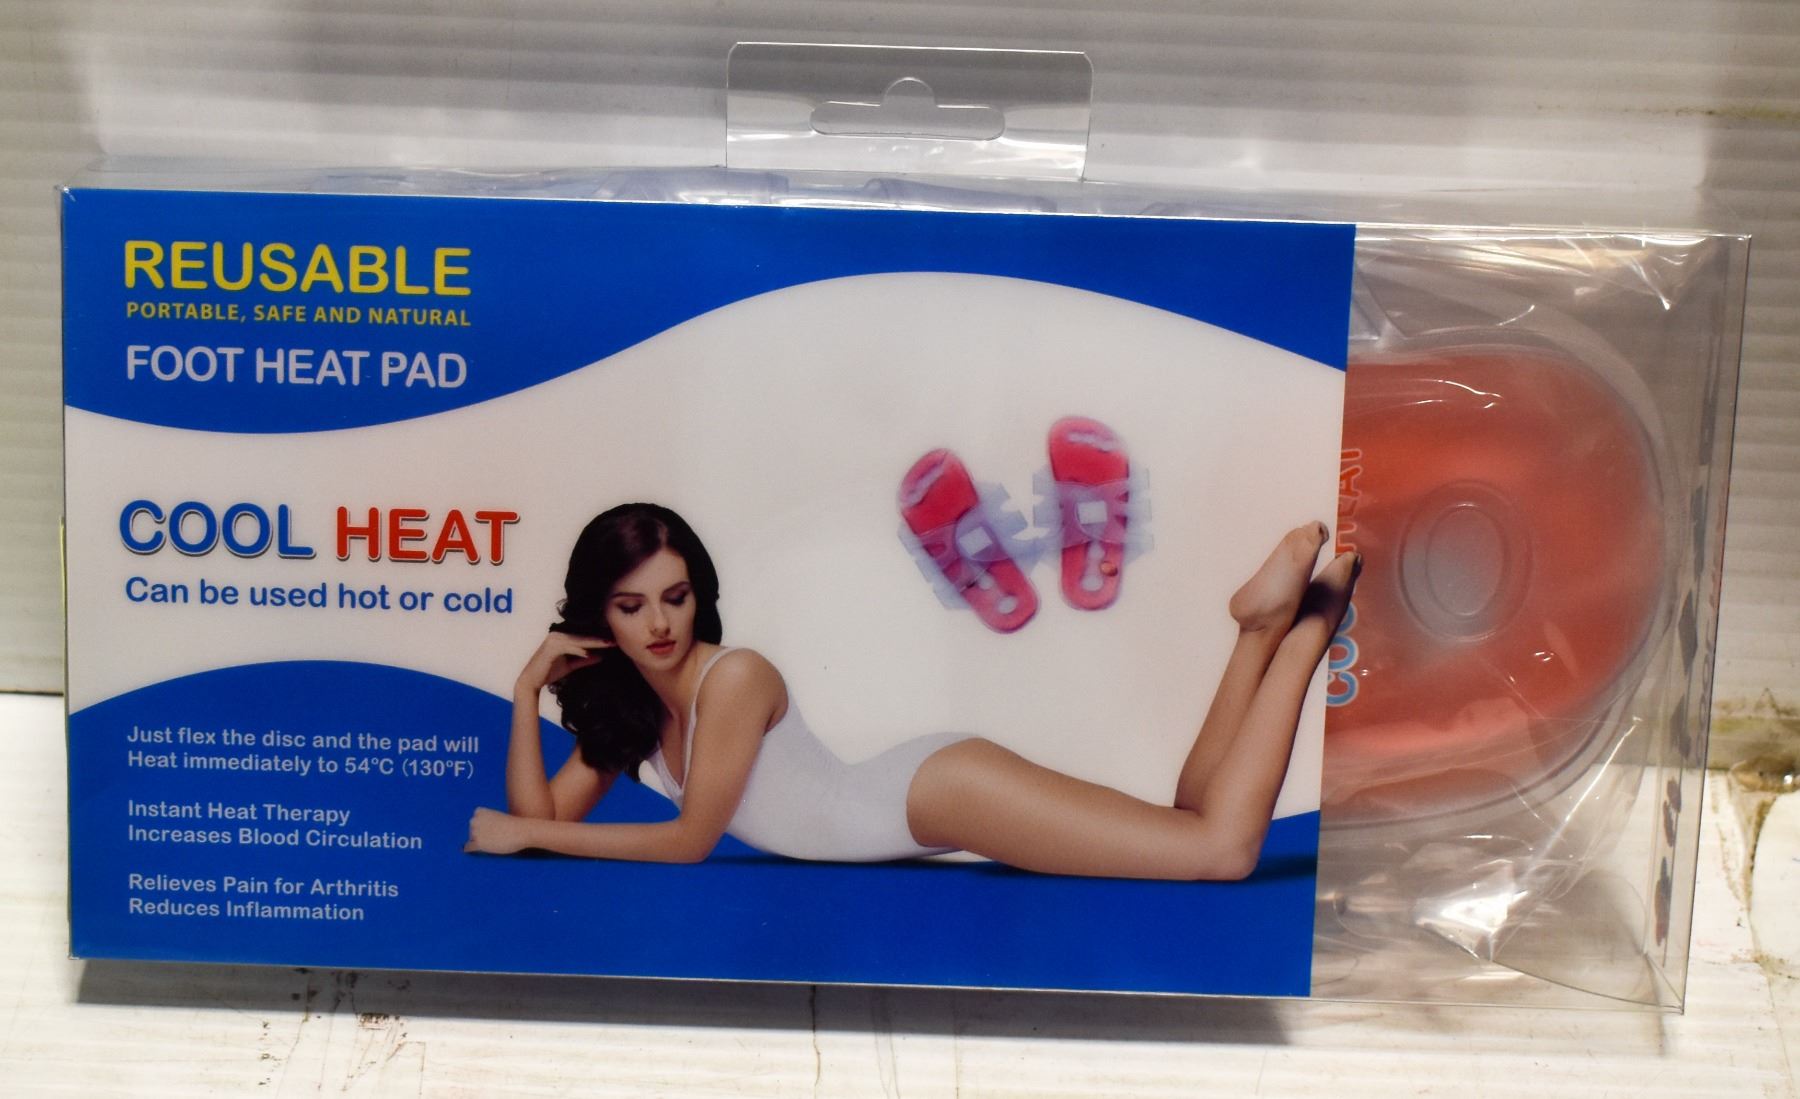 REUSABLE
PORTABLE, SAFE AND NATURAL
FOOT HEAT PAD
COOL HEAT
Can be used hot or cold
Just flex the disc and the pad will
Heat immediately to 54°C (130°F)
Instant Heat Therapy
Increases Blood Circulation
Relieves Pain for Arthritis
Reduces Inflammation
COOL HEAT